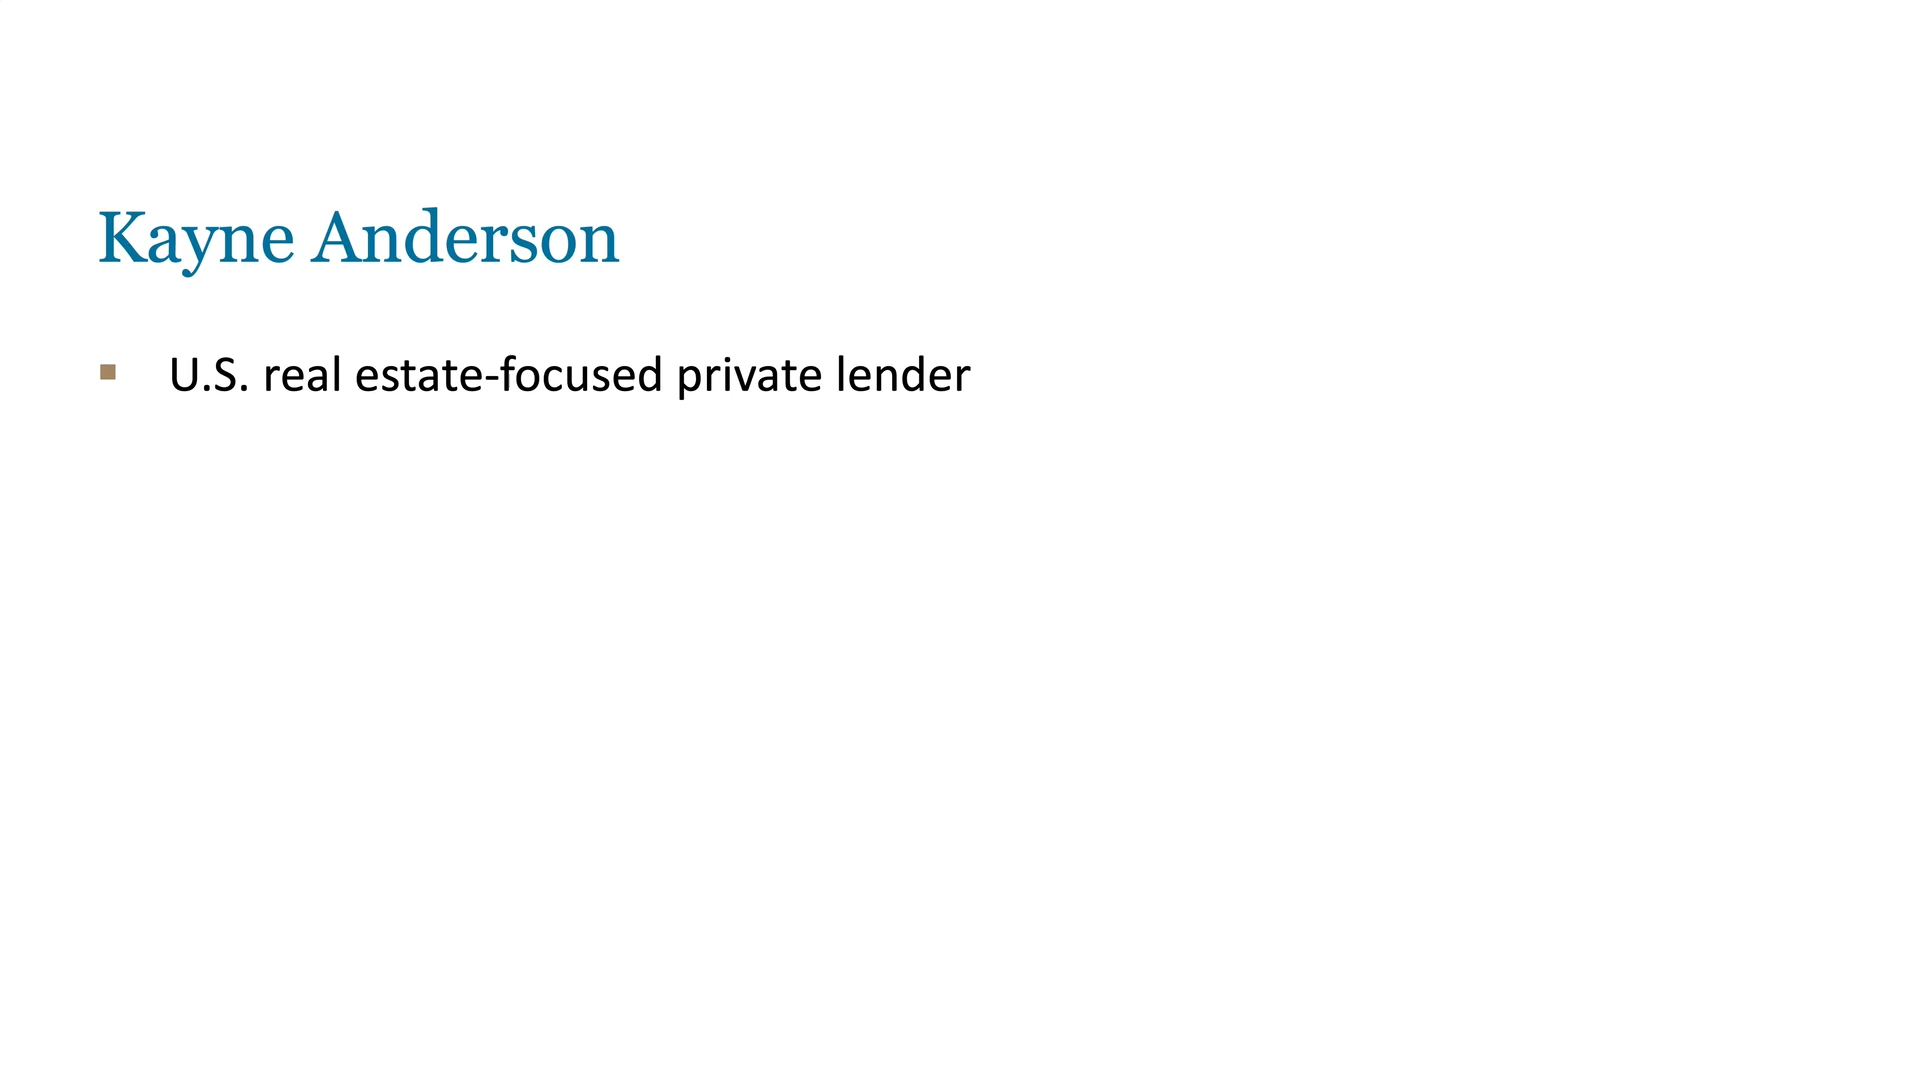 Kayne Anderson
▪ U.S. real estate-focused private lender